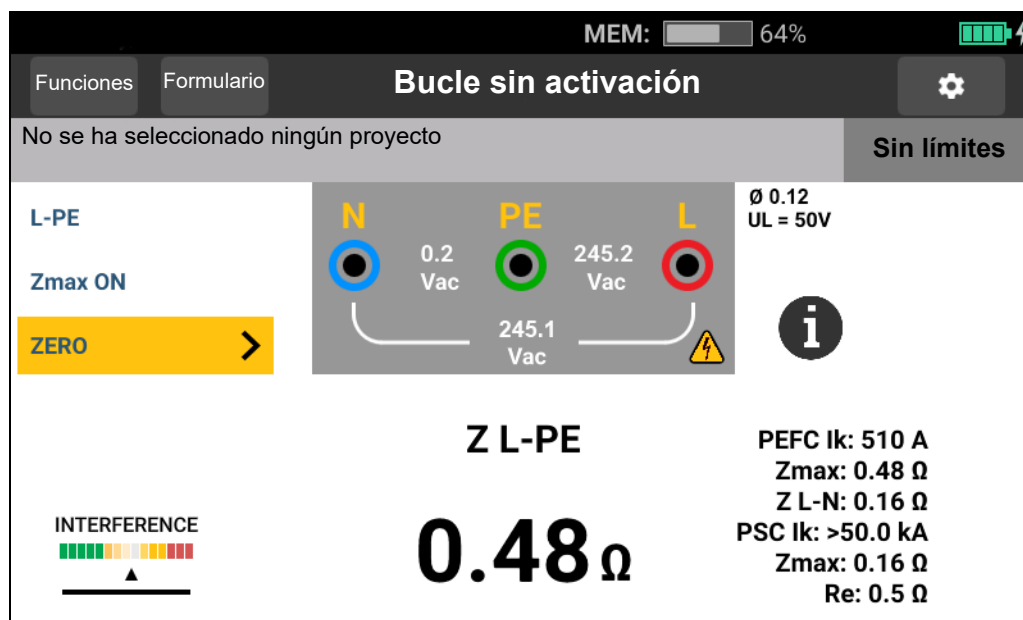 MEM: 64%
Funciones Formulario Bucle sin activación
No se ha seleccionado ningún proyecto
Sin límites
L-PE
Zmax ON
ZERO
N PE L
0.2 Vac
245.2 Vac
245.1 Vac
Ø 0.12
UL = 50V
i
Z L-PE
0.48 Ω
INTERFERENCE
PEFC Ik: 510 A
Zmax: 0.48 Ω
Z L-N: 0.16 Ω
PSC Ik: >50.0 kA
Zmax: 0.16 Ω
Re: 0.5 Ω